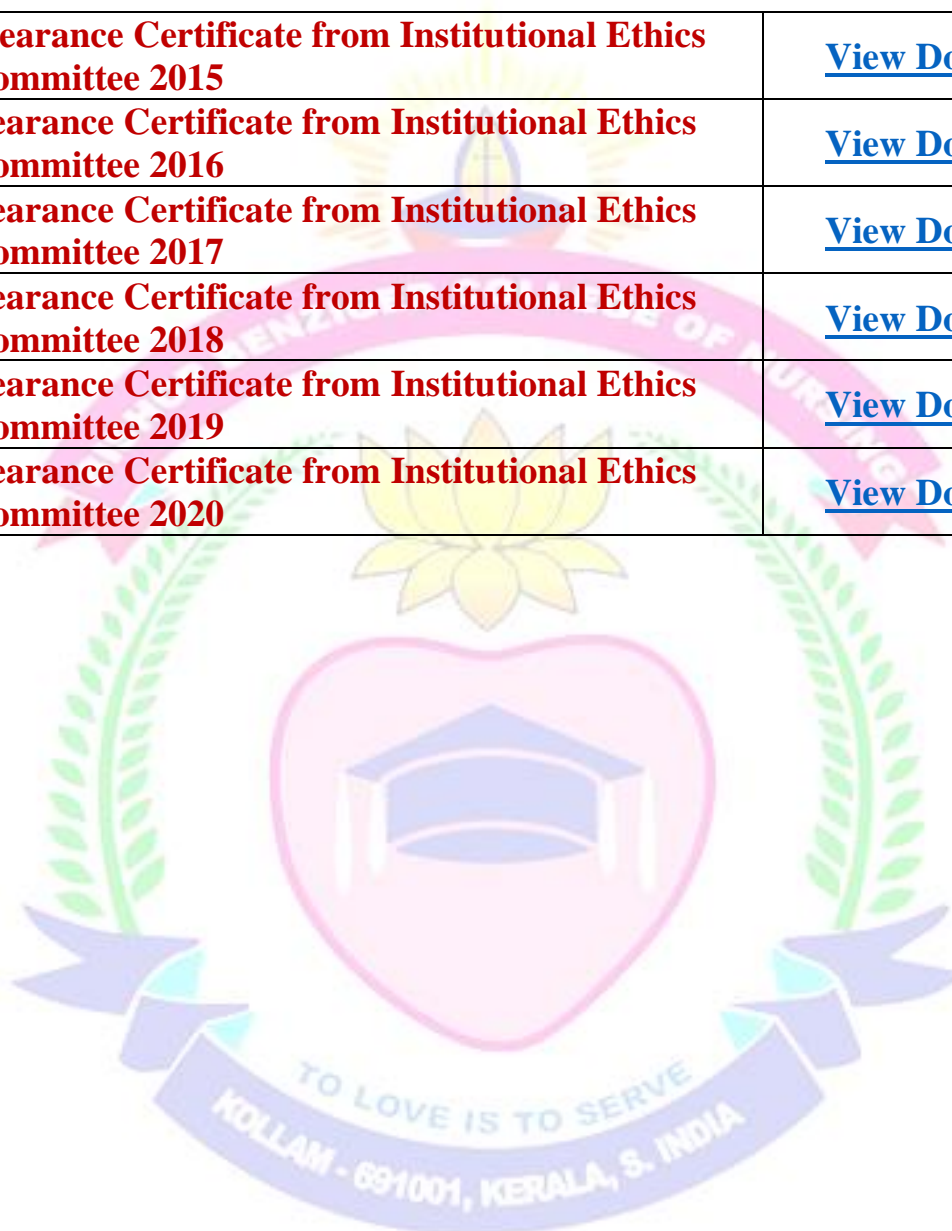 earance Certificate from Institutional Ethics
ommittee 2015
View Do
earance Certificate from Institutional Ethics
ommittee 2016
View Do
earance Certificate from Institutional Ethics
ommittee 2017
View Do
earance Certificate from Institutional Ethics
ommittee 2018
View Do
earance Certificate from Institutional Ethics
ommittee 2019
View Do
earance Certificate from Institutional Ethics
ommittee 2020
View Do
COLLEGE OF NURSING
TO LOVE IS TO SERVE
KOLLAM - 691001, KERALA, S. INDIA